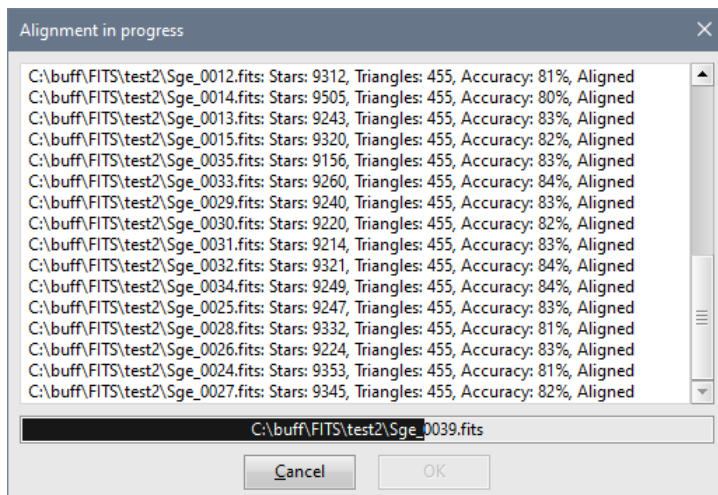 Alignment in progress
C:\buff\FITS\test2\Sge_0012.fits: Stars: 9312, Triangles: 455, Accuracy: 81%, Aligned
C:\buff\FITS\test2\Sge_0014.fits: Stars: 9505, Triangles: 455, Accuracy: 80%, Aligned
C:\buff\FITS\test2\Sge_0013.fits: Stars: 9243, Triangles: 455, Accuracy: 83%, Aligned
C:\buff\FITS\test2\Sge_0015.fits: Stars: 9320, Triangles: 455, Accuracy: 82%, Aligned
C:\buff\FITS\test2\Sge_0035.fits: Stars: 9156, Triangles: 455, Accuracy: 83%, Aligned
C:\buff\FITS\test2\Sge_0033.fits: Stars: 9260, Triangles: 455, Accuracy: 84%, Aligned
C:\buff\FITS\test2\Sge_0029.fits: Stars: 9240, Triangles: 455, Accuracy: 83%, Aligned
C:\buff\FITS\test2\Sge_0030.fits: Stars: 9220, Triangles: 455, Accuracy: 82%, Aligned
C:\buff\FITS\test2\Sge_0031.fits: Stars: 9214, Triangles: 455, Accuracy: 83%, Aligned
C:\buff\FITS\test2\Sge_0032.fits: Stars: 9321, Triangles: 455, Accuracy: 84%, Aligned
C:\buff\FITS\test2\Sge_0034.fits: Stars: 9249, Triangles: 455, Accuracy: 84%, Aligned
C:\buff\FITS\test2\Sge_0025.fits: Stars: 9247, Triangles: 455, Accuracy: 83%, Aligned
C:\buff\FITS\test2\Sge_0028.fits: Stars: 9332, Triangles: 455, Accuracy: 81%, Aligned
C:\buff\FITS\test2\Sge_0026.fits: Stars: 9224, Triangles: 455, Accuracy: 83%, Aligned
C:\buff\FITS\test2\Sge_0024.fits: Stars: 9353, Triangles: 455, Accuracy: 81%, Aligned
C:\buff\FITS\test2\Sge_0027.fits: Stars: 9345, Triangles: 455, Accuracy: 82%, Aligned
C:\buff\FITS\test2\Sge_0039.fits
Cancel OK